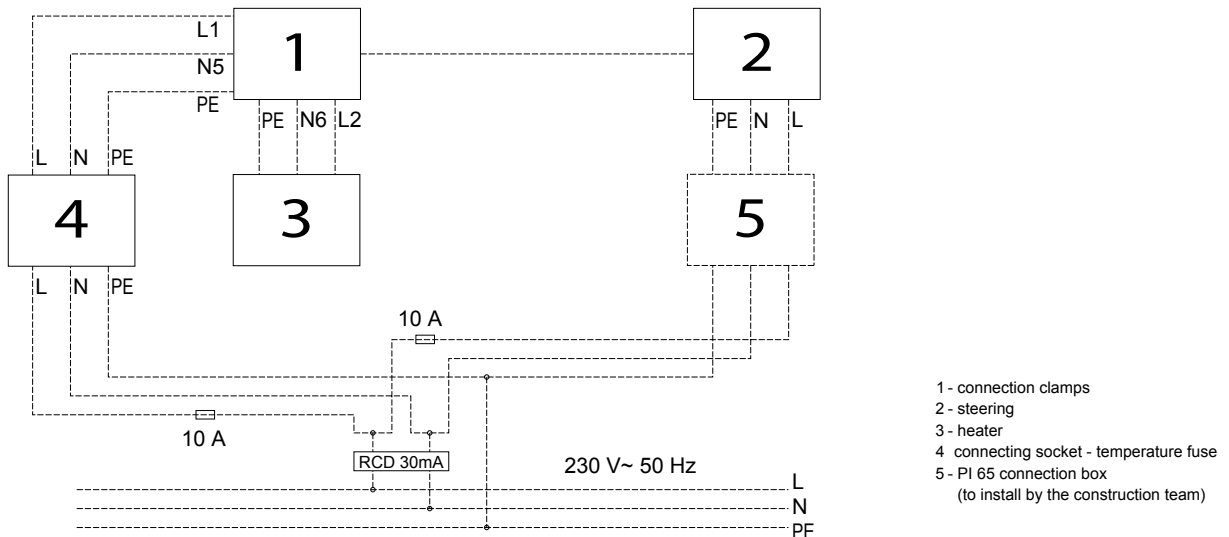 L1
1
2
N5
PE
PE N6 L2
PE N L
L N PE
4
3
5
L N PE
10 A
10 A
RCD 30mA
230 V~ 50 Hz
L
N
PE
1 - connection clamps
2 - steering
3 - heater
4 connecting socket - temperature fuse
5 - PI 65 connection box
(to install by the construction team)